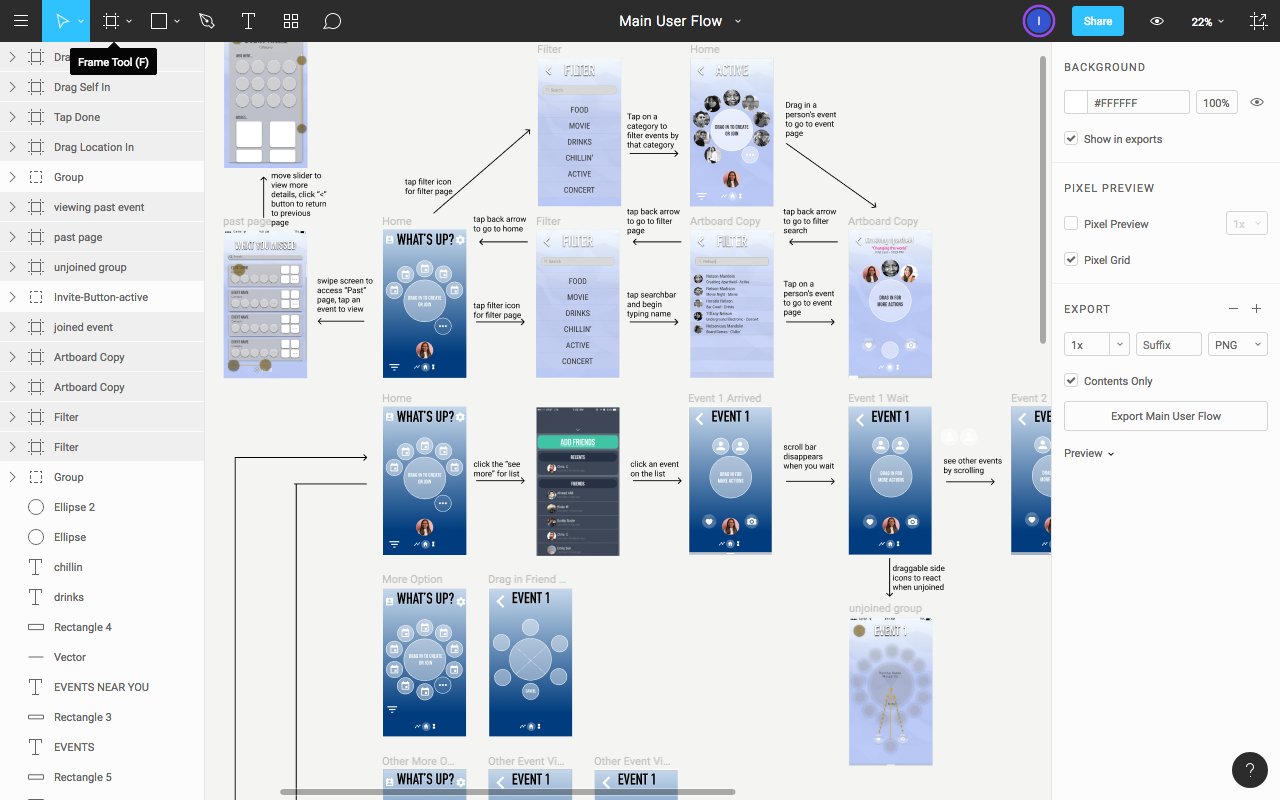 Main User Flow
I
Share
22%
Frame Tool (F)
Dra
Drag Self In
Tap Done
Drag Location In
Group
viewing past event
past page
unjoined group
Invite-Button-active
joined event
Artboard Copy
Artboard Copy
Filter
Filter
Group
Ellipse 2
Ellipse
chillin
drinks
Rectangle 4
Vector
EVENTS NEAR YOU
Rectangle 3
EVENTS
Rectangle 5
move slider to
view more
details, click "<"
button to return
to previous
page
past page
WHAT YOU MISSED
swipe screen to
access "Past"
page, tap an
event to view
tap filter icon
for filter page
Filter
FILTER
Search
FOOD
MOVIE
DRINKS
CHILLIN'
ACTIVE
CONCERT
Tap on a
category to
filter events by
that category
Home
ACTIVE
DRAG IN TO CREATE
OR JOIN
Drag in a
person's event
to go to event
page
Home
WHAT'S UP?
DRAG IN TO CREATE
OR JOIN
tap back arrow
to go to home
tap filter icon
for filter page
Filter
FILTER
Search
FOOD
MOVIE
DRINKS
CHILLIN'
ACTIVE
CONCERT
tap back arrow
to go to filter
page
tap searchbar
and begin
typing name
Artboard Copy
FILTER
tap back arrow
to go to filter
search
Tap on a
person's event
to go to event
page
Artboard Copy
DRAG IN FOR
MORE ACTIONS
Home
WHAT'S UP?
DRAG IN TO CREATE
OR JOIN
click the "see
more" for list
ADD FRIENDS
RECENTS
FRIENDS
click an event
on the list
Event 1 Arrived
EVENT 1
DRAG IN FOR
MORE ACTIONS
scroll bar
disappears
when you wait
Event 1 Wait
EVENT 1
DRAG IN FOR
MORE ACTIONS
see other events
by scrolling
Event 2
EV
draggable side
icons to react
when unjoined
unjoined group
EVENT 1
More Option
WHAT'S UP?
DRAG IN TO CREATE
OR JOIN
Drag in Friend ...
EVENT 1
CANCEL
Other More O...
WHAT'S UP?
Other Event Vi...
EVENT 1
Other Event Vi...
EVENT 1
BACKGROUND
#FFFFFF
100%
Show in exports
PIXEL PREVIEW
Pixel Preview
1x
Pixel Grid
EXPORT
1x
Suffix
PNG
Contents Only
Export Main User Flow
Preview
?